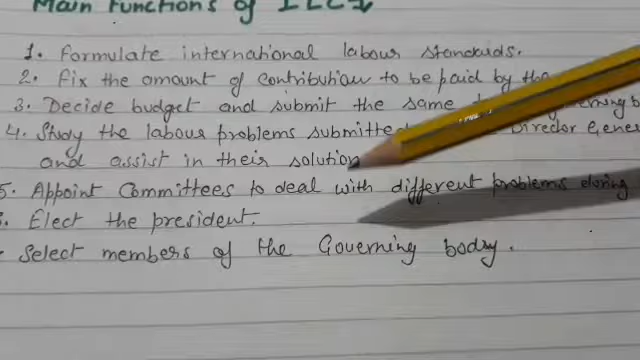 Main Functions of ILC
1. Formulate international labour standards.
2. Fix the amount of contribution to be paid by the
3. Decide budget and submit the same
4. Study the labour problems submitted Director Gener
and assist in their solution
5. Appoint Committees to deal with different problems during
Elect the president.
Select members of the Governing body.